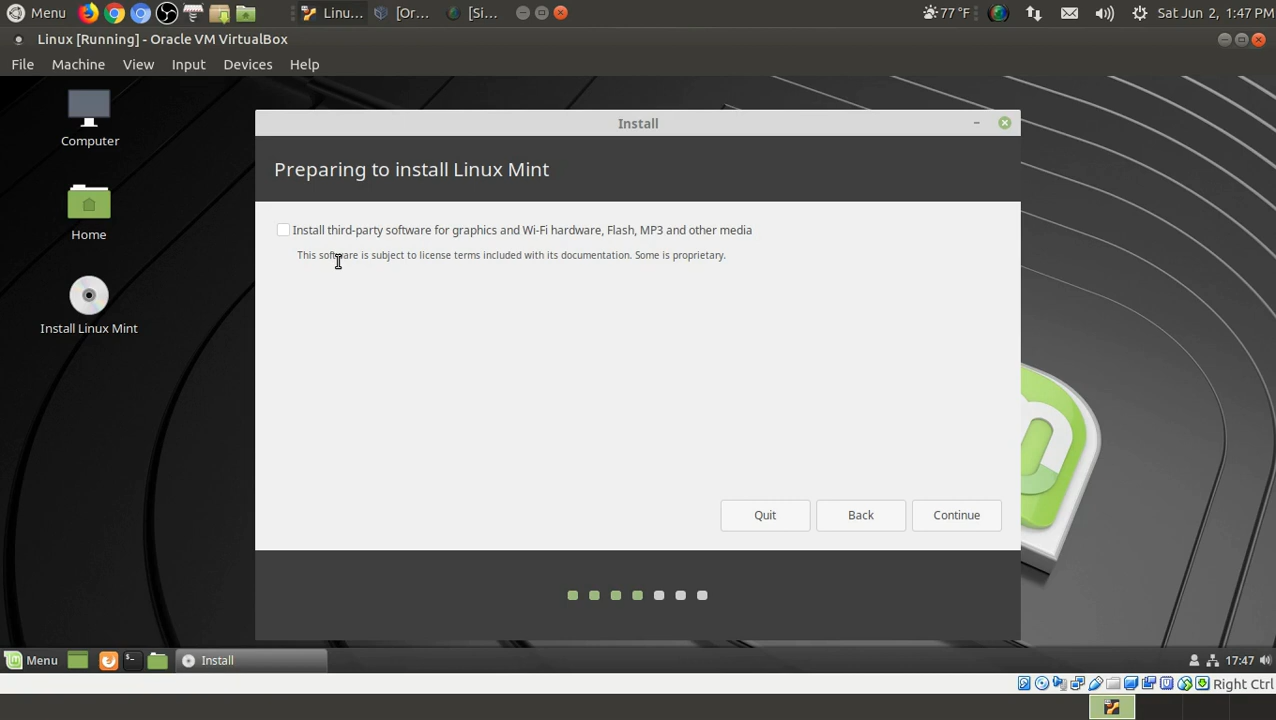 Menu
Linu...
[Or...
[Si...
77 °F
Sat Jun 2, 1:47 PM
Linux [Running] - Oracle VM VirtualBox
File Machine View Input Devices Help
Computer
Home
Install Linux Mint
Install
Preparing to install Linux Mint
Install third-party software for graphics and Wi-Fi hardware, Flash, MP3 and other media
This software is subject to license terms included with its documentation. Some is proprietary.
Quit Back Continue
Menu
Install
17:47
Right Ctrl